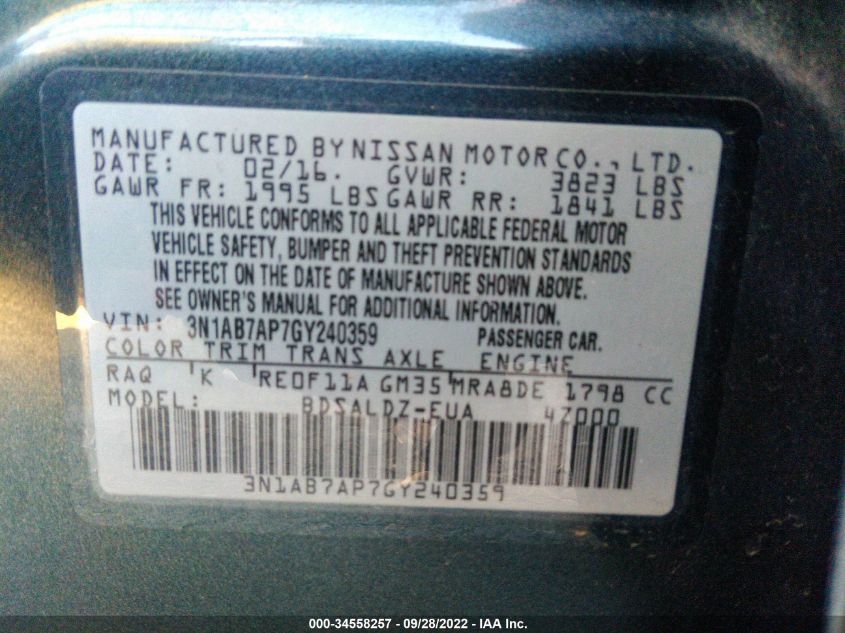 MANUFACTURED BY NISSAN MOTOR CO., LTD.
DATE: 02/16. GVWR: 3823 LBS
GAWR FR: 1995 LBS GAWR RR: 1841 LBS
THIS VEHICLE CONFORMS TO ALL APPLICABLE FEDERAL MOTOR
VEHICLE SAFETY, BUMPER AND THEFT PREVENTION STANDARDS
IN EFFECT ON THE DATE OF MANUFACTURE SHOWN ABOVE.
SEE OWNER'S MANUAL FOR ADDITIONAL INFORMATION.
VIN: 3N1AB7AP7GY240359 PASSENGER CAR.
COLOR TRIM TRANS AXLE ENGINE
RAQ K RE0F11A GM35 MRA8DE 1798 CC
MODEL: BDSALDZ-EUA 4Z000
3N1AB7AP7GY240359
000-34558257 - 09/28/2022 - IAA Inc.